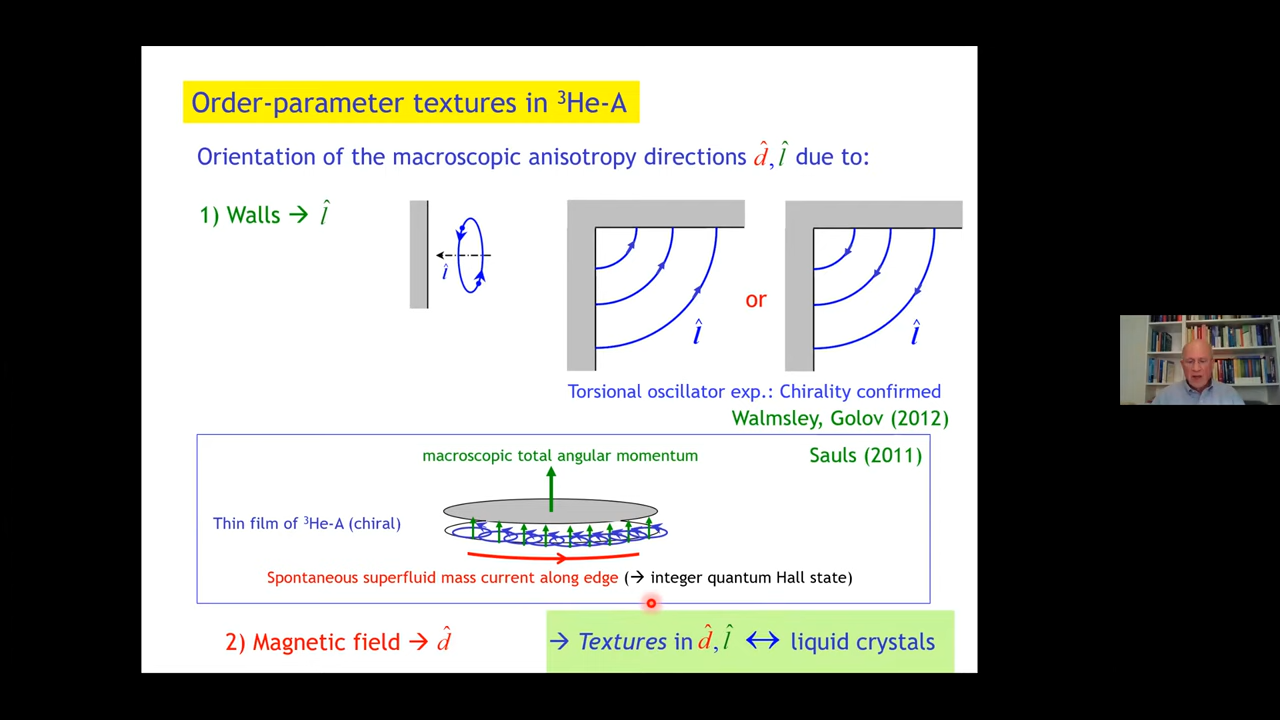 Order-parameter textures in ³He-A
Orientation of the macroscopic anisotropy directions d̂, l̂ due to:
1) Walls → l̂
l̂
l̂
or
l̂
Torsional oscillator exp.: Chirality confirmed
Walmsley, Golov (2012)
macroscopic total angular momentum
Sauls (2011)
Thin film of ³He-A (chiral)
Spontaneous superfluid mass current along edge (→ integer quantum Hall state)
2) Magnetic field → d̂
→ Textures in d̂, l̂ ↔ liquid crystals